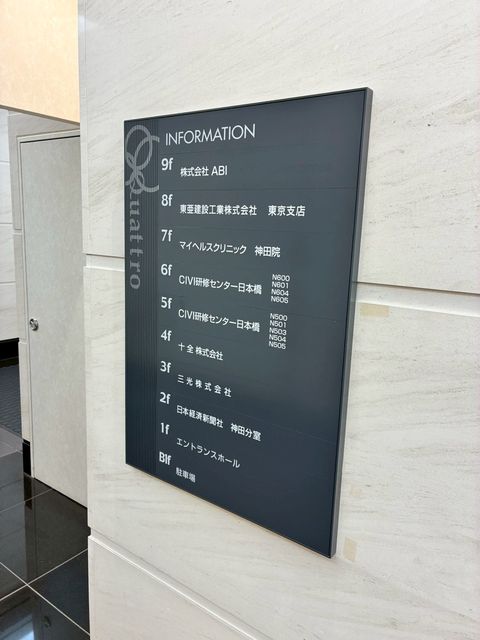 Quattro
INFORMATION
9f 株式会社 ABI
8f 東亜建設工業株式会社 東京支店
7f マイヘルスクリニック 神田院
6f CIVI研修センター日本橋 N600
N601
N604
N605
5f CIVI研修センター日本橋 N500
N501
N503
N504
N505
4f 十全株式会社
3f 三光株式会社
2f 日本経済新聞社 神田分室
1f エントランスホール
B1f 駐車場